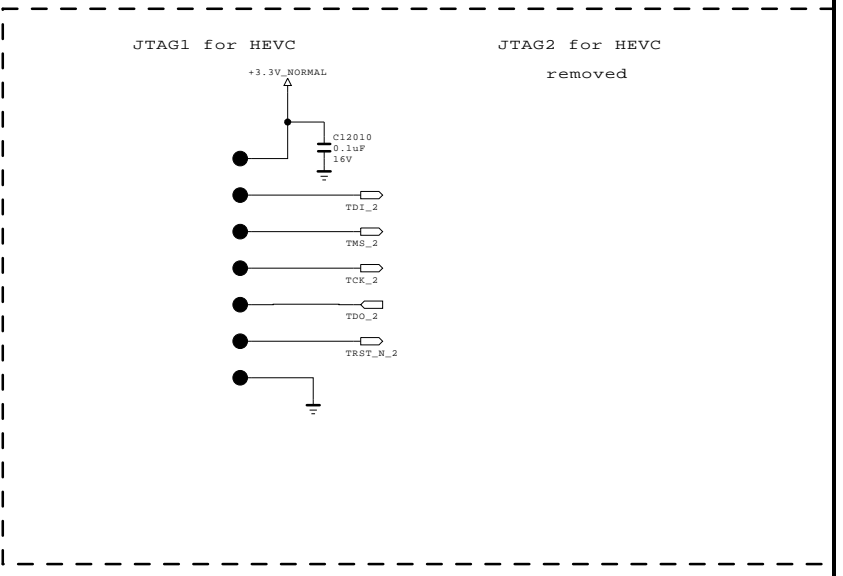 JTAG1 for HEVC
JTAG2 for HEVC
removed
+3.3V_NORMAL
C12010
0.1uF
16V
TDI_2
TMS_2
TCK_2
TDO_2
TRST_N_2